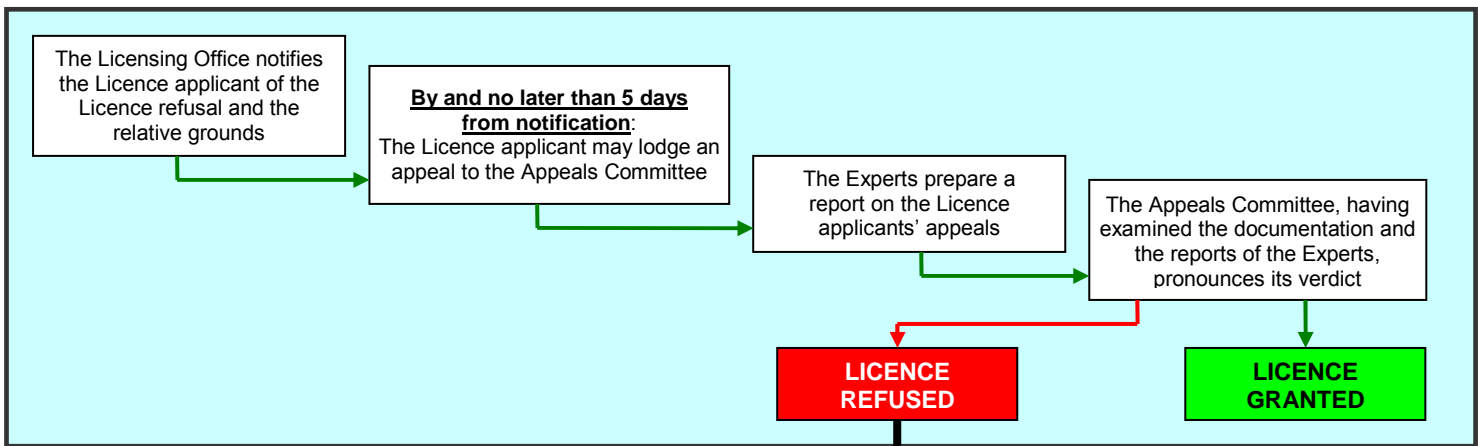 The Licensing Office notifies
the Licence applicant of the
Licence refusal and the
relative grounds
By and no later than 5 days
from notification:
The Licence applicant may lodge an
appeal to the Appeals Committee
The Experts prepare a
report on the Licence
applicants’ appeals
The Appeals Committee, having
examined the documentation and
the reports of the Experts,
pronounces its verdict
LICENCE
REFUSED
LICENCE
GRANTED